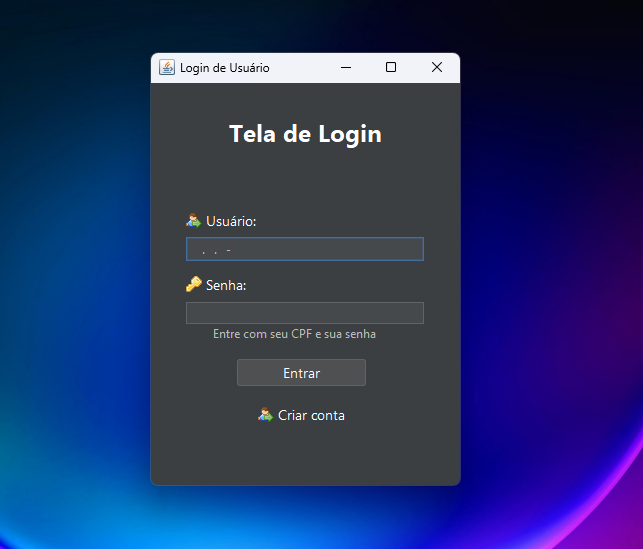 Login de Usuário
Tela de Login
Usuário:
. . -
Senha:
Entre com seu CPF e sua senha
Entrar
Criar conta